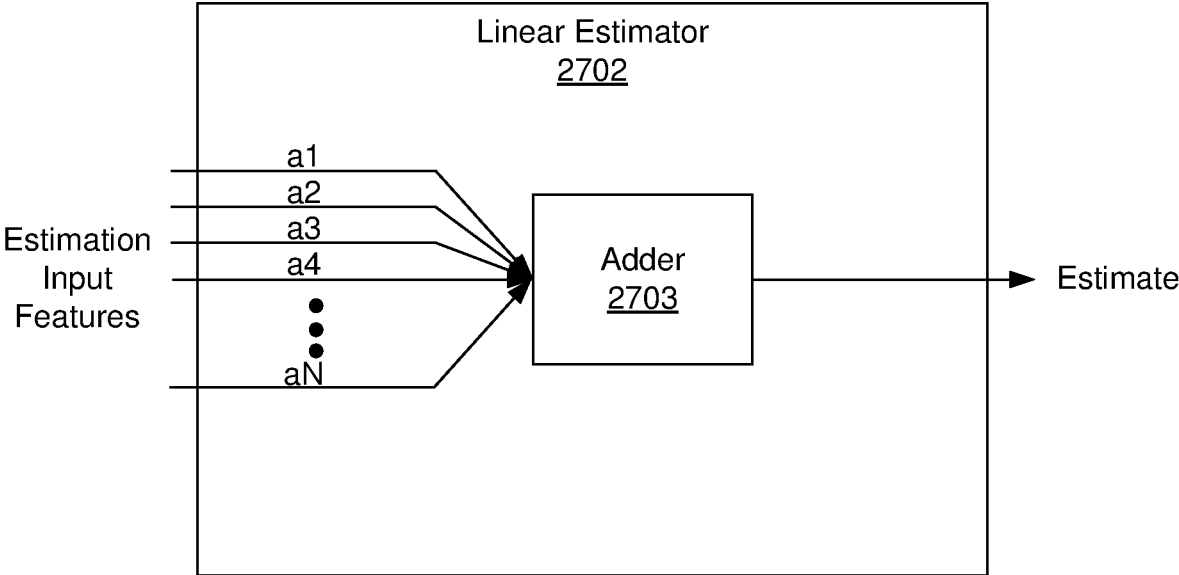 Linear Estimator
2702
a1
a2
a3
a4
aN
Estimation
Input
Features
Adder
2703
Estimate